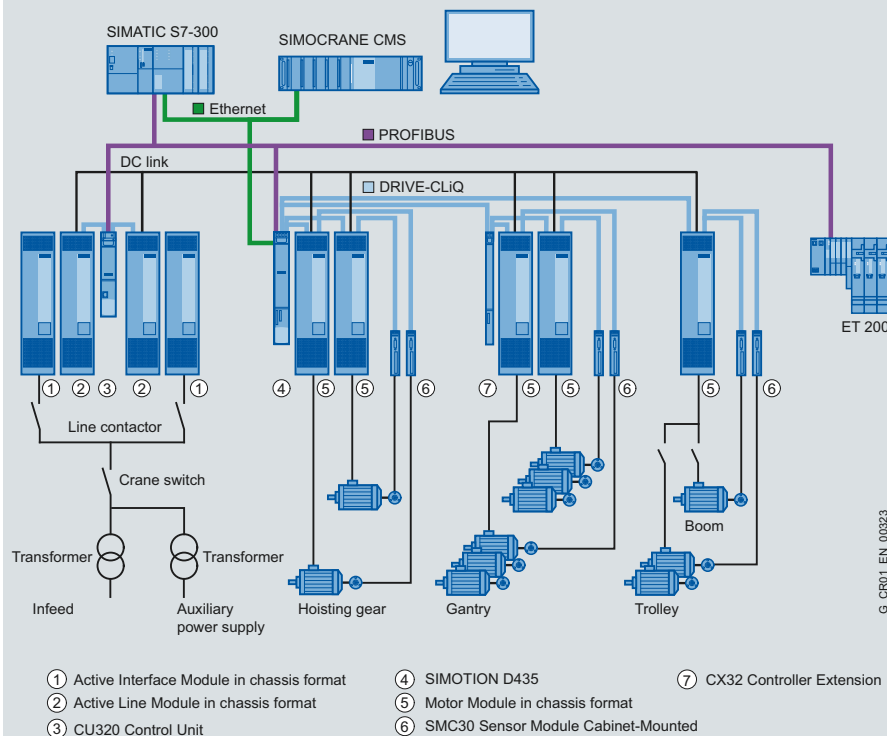 SIMATIC S7-300
SIMOCRANE CMS
Ethernet
PROFIBUS
DC link
DRIVE-CLiQ
ET 200
1 2 3 2 1 4 5 5 6 7 5 5 6 5 6
Line contactor
Crane switch
Boom
Transformer
Transformer
Infeed
Auxiliary
power supply
Hoisting gear
Gantry
Trolley
G_CR01_EN_00323
1 Active Interface Module in chassis format
2 Active Line Module in chassis format
3 CU320 Control Unit
4 SIMOTION D435
5 Motor Module in chassis format
6 SMC30 Sensor Module Cabinet-Mounted
7 CX32 Controller Extension